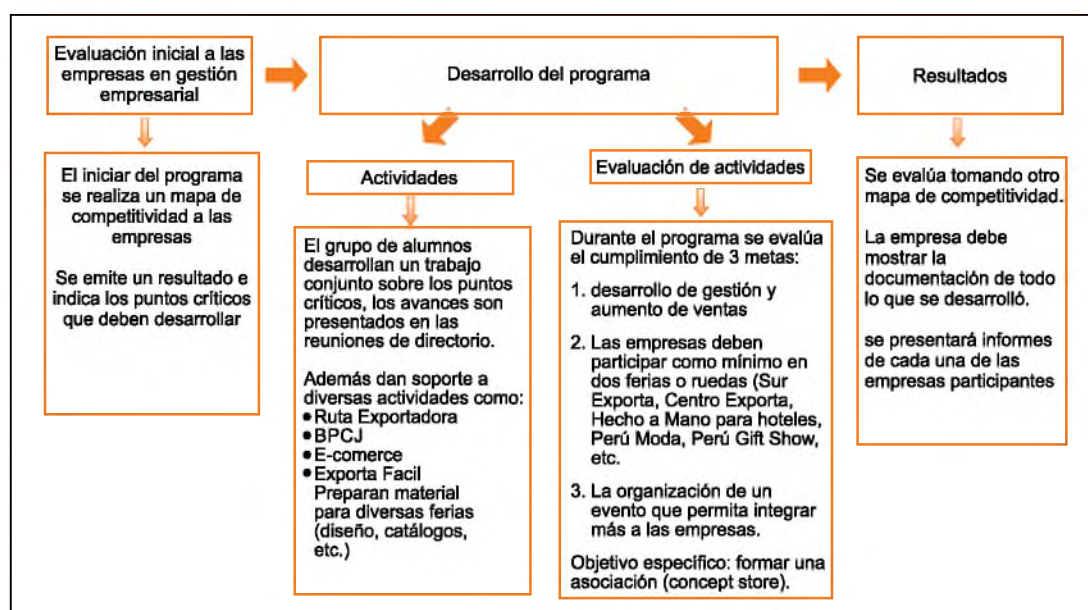 Evaluación inicial a las
empresas en gestión
empresarial
El iniciar del programa
se realiza un mapa de
competitividad a las
empresas
Se emite un resultado e
indica los puntos críticos
que deben desarrollar
Desarrollo del programa
Actividades
El grupo de alumnos
desarrollan un trabajo
conjunto sobre los puntos
críticos, los avances son
presentados en las
reuniones de directorio.
Además dan soporte a
diversas actividades como:
● Ruta Exportadora
● BPCJ
● E-comerce
● Exporta Facil
Preparan material
para diversas ferias
(diseño, catálogos,
etc.)
Evaluación de actividades
Durante el programa se evalúa
el cumplimiento de 3 metas:
1. desarrollo de gestión y
aumento de ventas
2. Las empresas deben
participar como mínimo en
dos ferias o ruedas (Sur
Exporta, Centro Exporta,
Hecho a Mano para hoteles,
Perú Moda, Perú Gift Show,
etc.
3. La organización de un
evento que permita integrar
más a las empresas.
Objetivo específico: formar una
asociación (concept store).
Resultados
Se evalúa tomando otro
mapa de competitividad.
La empresa debe
mostrar la
documentación de todo
lo que se desarrolló.
se presentará informes
de cada una de las
empresas participantes